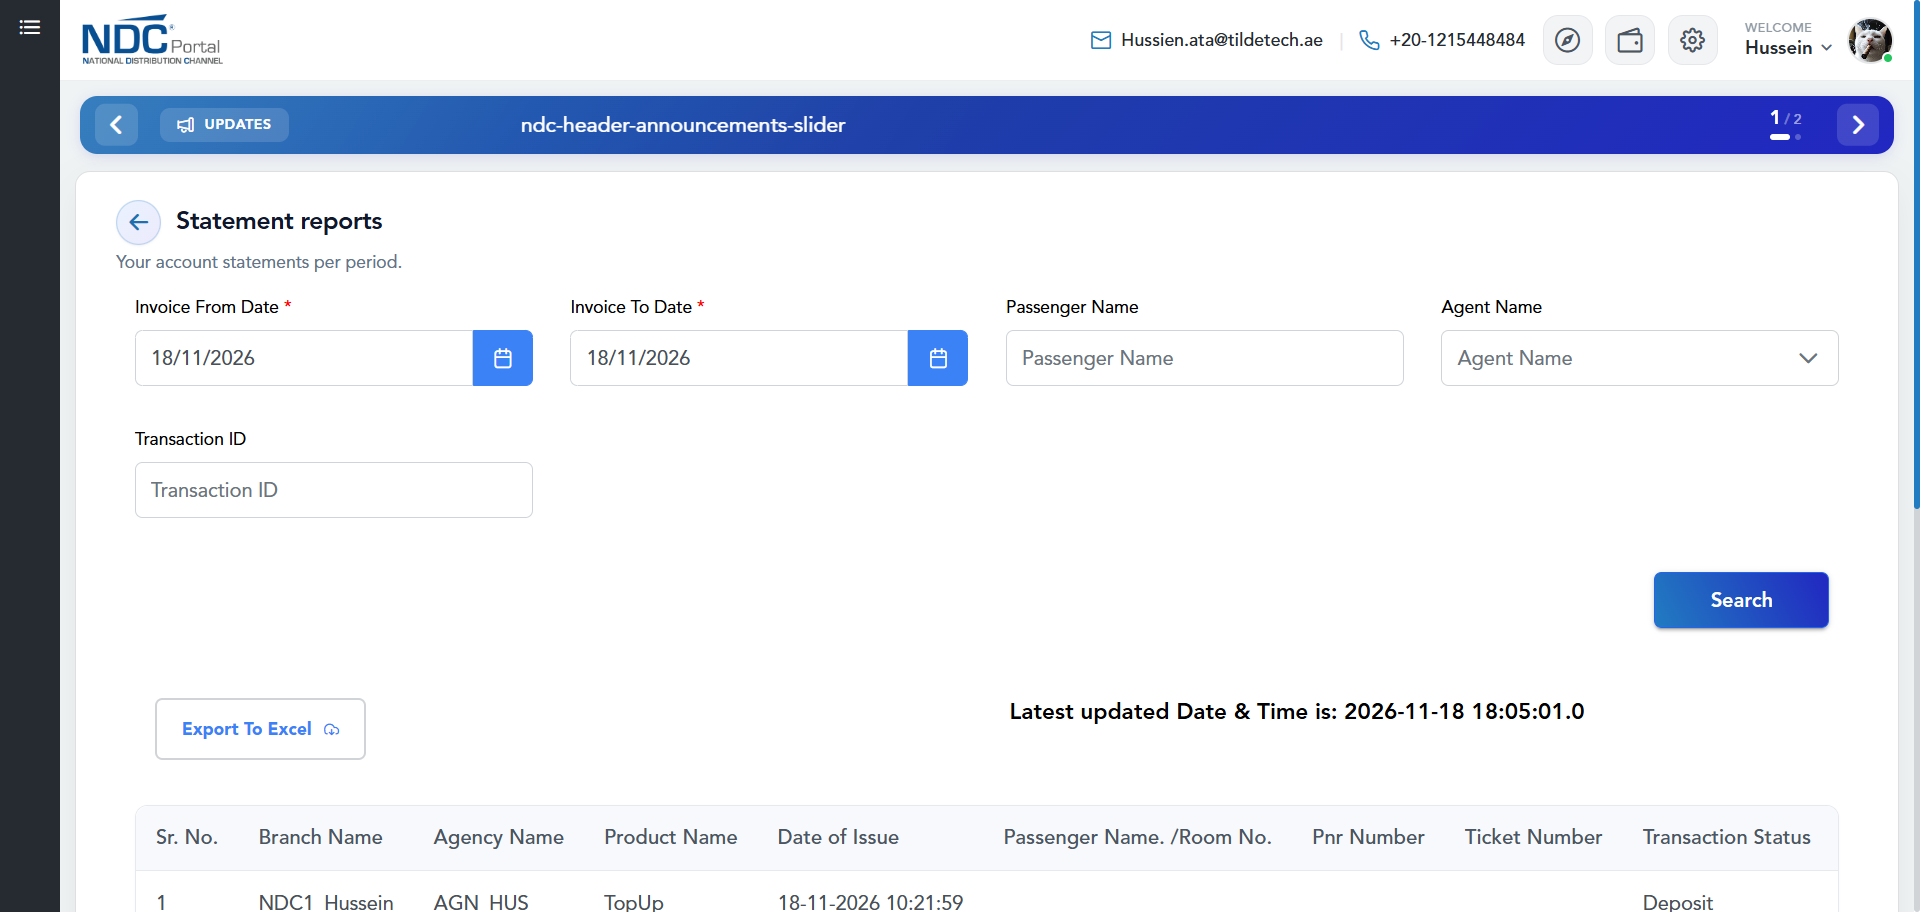 NDC® Portal
NATIONAL DISTRIBUTION CHANNEL
Hussien.ata@tildetech.ae
+20-1215448484
WELCOME
Hussein
UPDATES
ndc-header-announcements-slider
1 / 2
Statement reports
Your account statements per period.
Invoice From Date *
Invoice To Date *
Passenger Name
Agent Name
18/11/2026
18/11/2026
Passenger Name
Agent Name
Transaction ID
Transaction ID
Search
Export To Excel
Latest updated Date & Time is: 2026-11-18 18:05:01.0
Sr. No. Branch Name Agency Name Product Name Date of Issue Passenger Name. /Room No. Pnr Number Ticket Number Transaction Status
1 NDC1_Hussein AGN_HUS TopUp 18-11-2026 10:21:59 Deposit